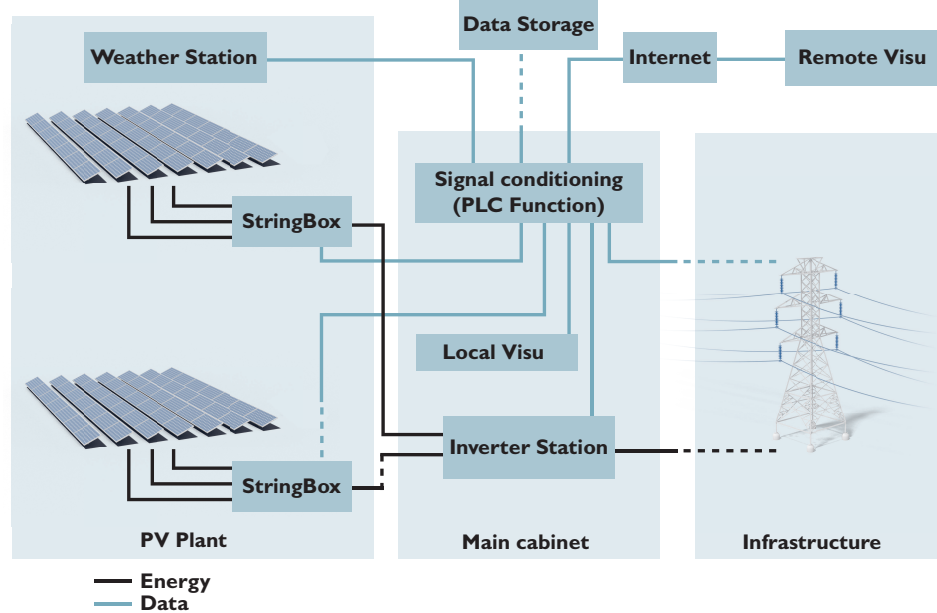 Data Storage
Weather Station
Internet
Remote Visu
Signal conditioning
(PLC Function)
StringBox
Local Visu
Inverter Station
StringBox
PV Plant
Main cabinet
Infrastructure
Energy
Data